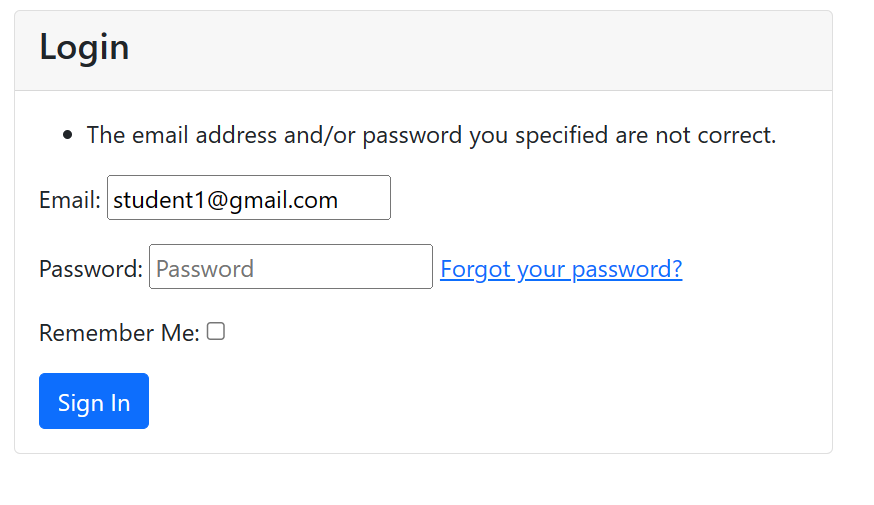 Login
The email address and/or password you specified are not correct.
Email: student1@gmail.com
Password: Password Forgot your password?
Remember Me:
Sign In